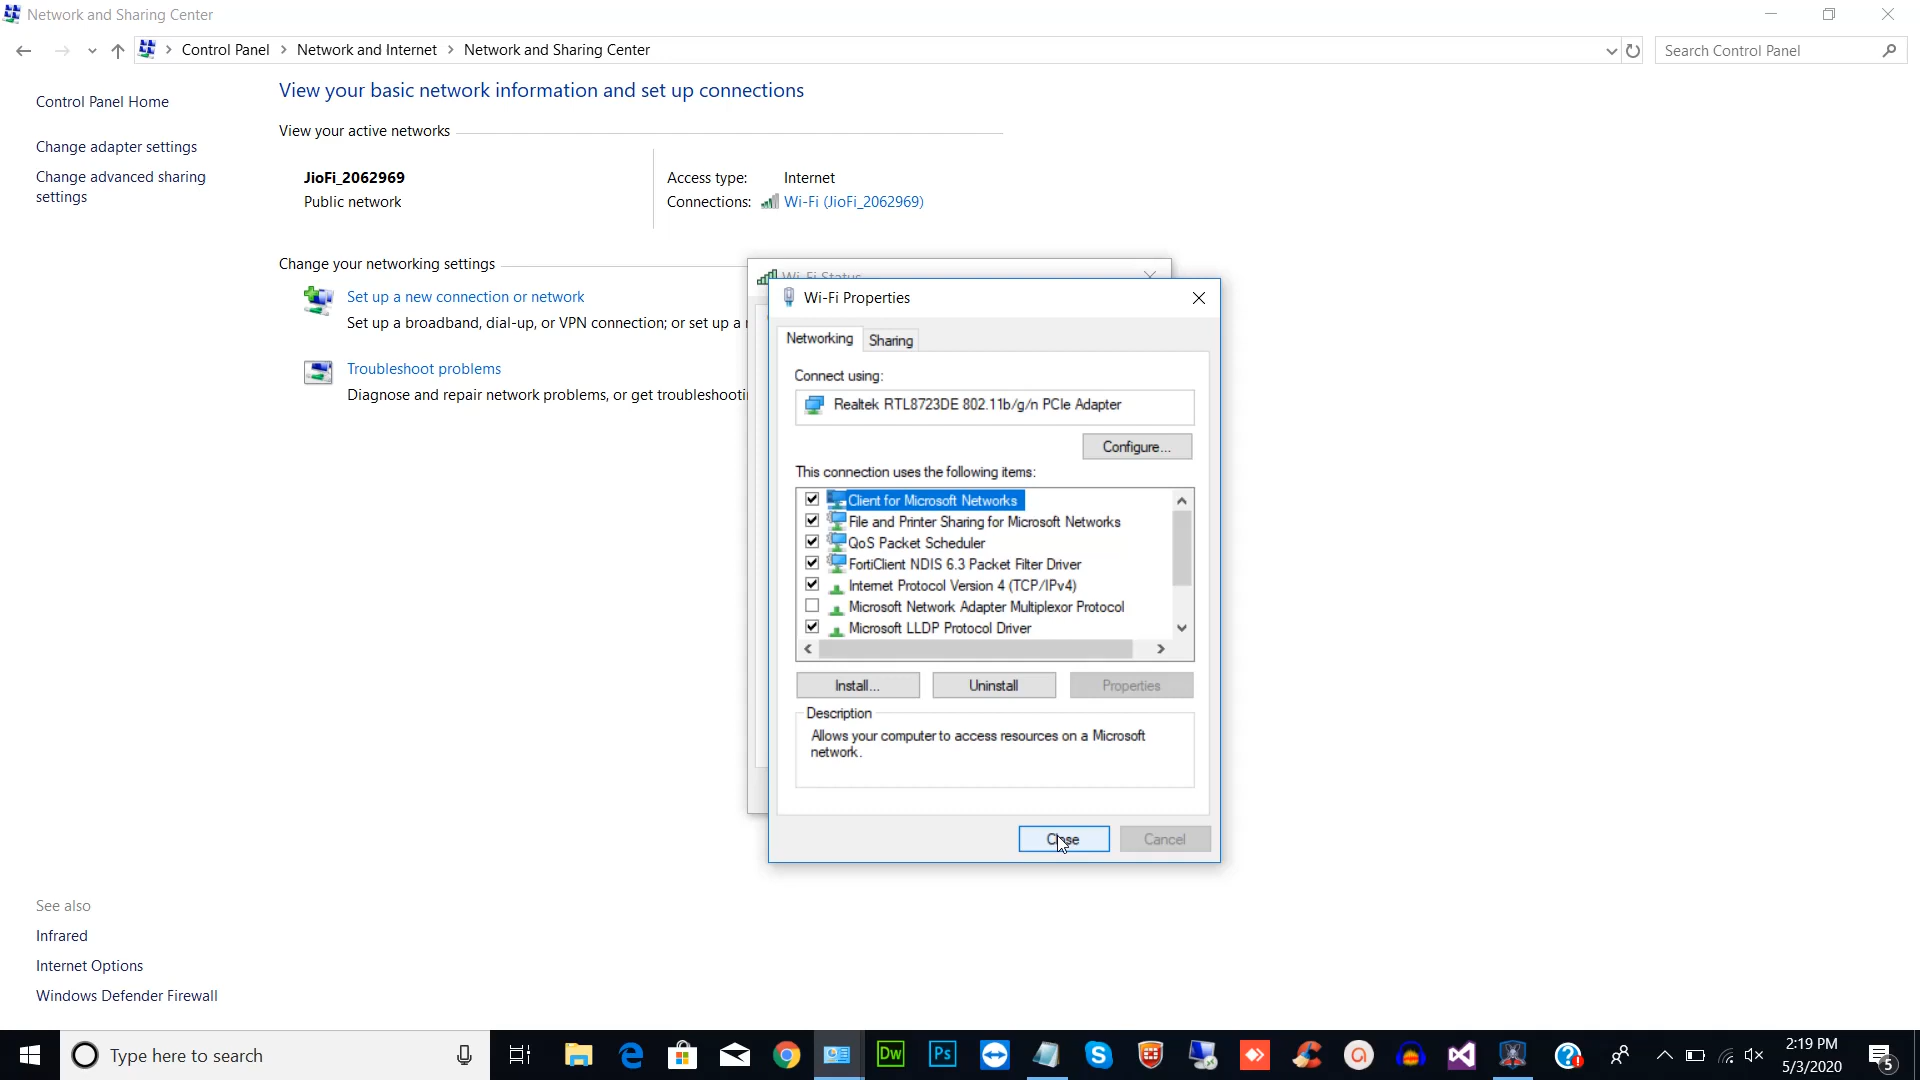 Network and Sharing Center
Control Panel > Network and Internet > Network and Sharing Center
Search Control Panel
Control Panel Home
Change adapter settings
Change advanced sharing
settings
View your basic network information and set up connections
View your active networks
JioFi_2062969
Public network
Access type: Internet
Connections: Wi-Fi (JioFi_2062969)
Change your networking settings
Set up a new connection or network
Set up a broadband, dial-up, or VPN connection; or set up a
Troubleshoot problems
Diagnose and repair network problems, or get
Wi-Fi Status
Wi-Fi Properties
Networking
Sharing
Connect using:
Realtek RTL8723DE 802.11b/g/n PCIe Adapter
Configure...
This connection uses the following items:
Client for Microsoft Networks
File and Printer Sharing for Microsoft Networks
QoS Packet Scheduler
FortiClient NDIS 6.3 Packet Filter Driver
Internet Protocol Version 4 (TCP/IPv4)
Microsoft Network Adapter Multiplexor Protocol
Microsoft LLDP Protocol Driver
Install...
Uninstall
Properties
Description
Allows your computer to access resources on a Microsoft
network.
Close
Cancel
See also
Infrared
Internet Options
Windows Defender Firewall
Type here to search
Dw
Ps
2:19 PM
5/3/2020
5